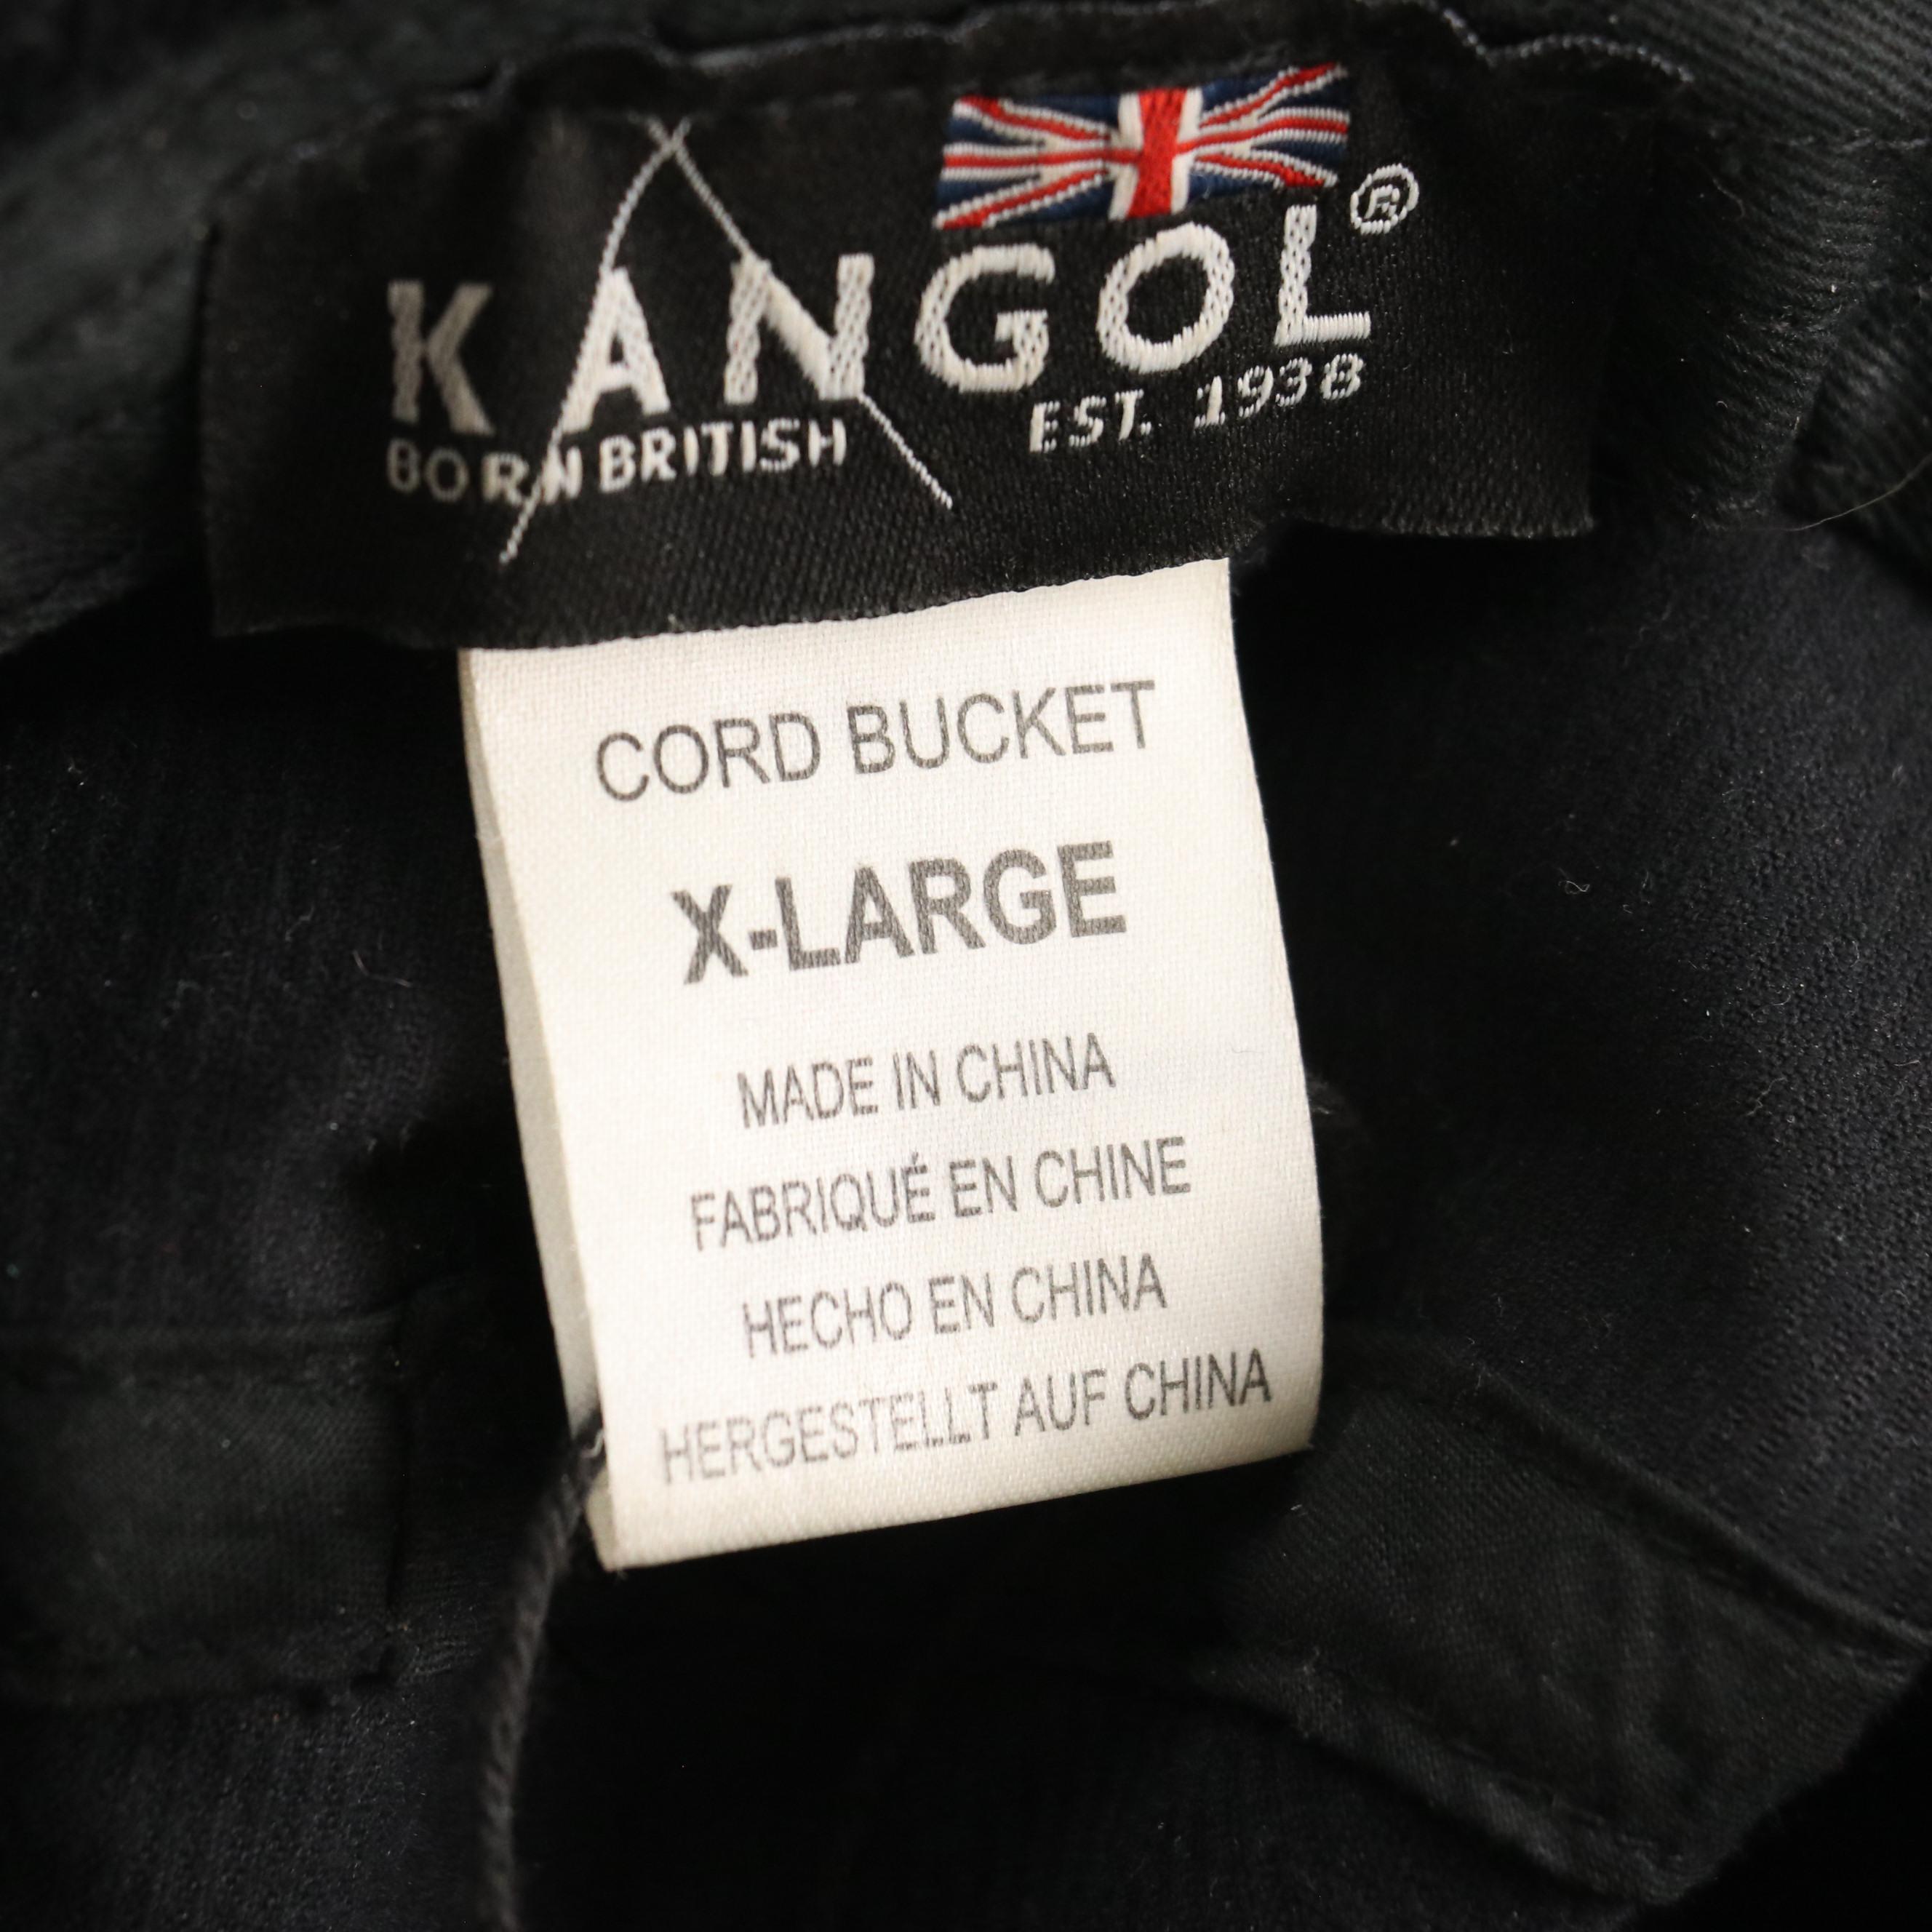 KANGOL®
BORN BRITISH EST. 1938
CORD BUCKET
X-LARGE
MADE IN CHINA
FABRIQUÉ EN CHINE
HECHO EN CHINA
HERGESTELLT AUF CHINA